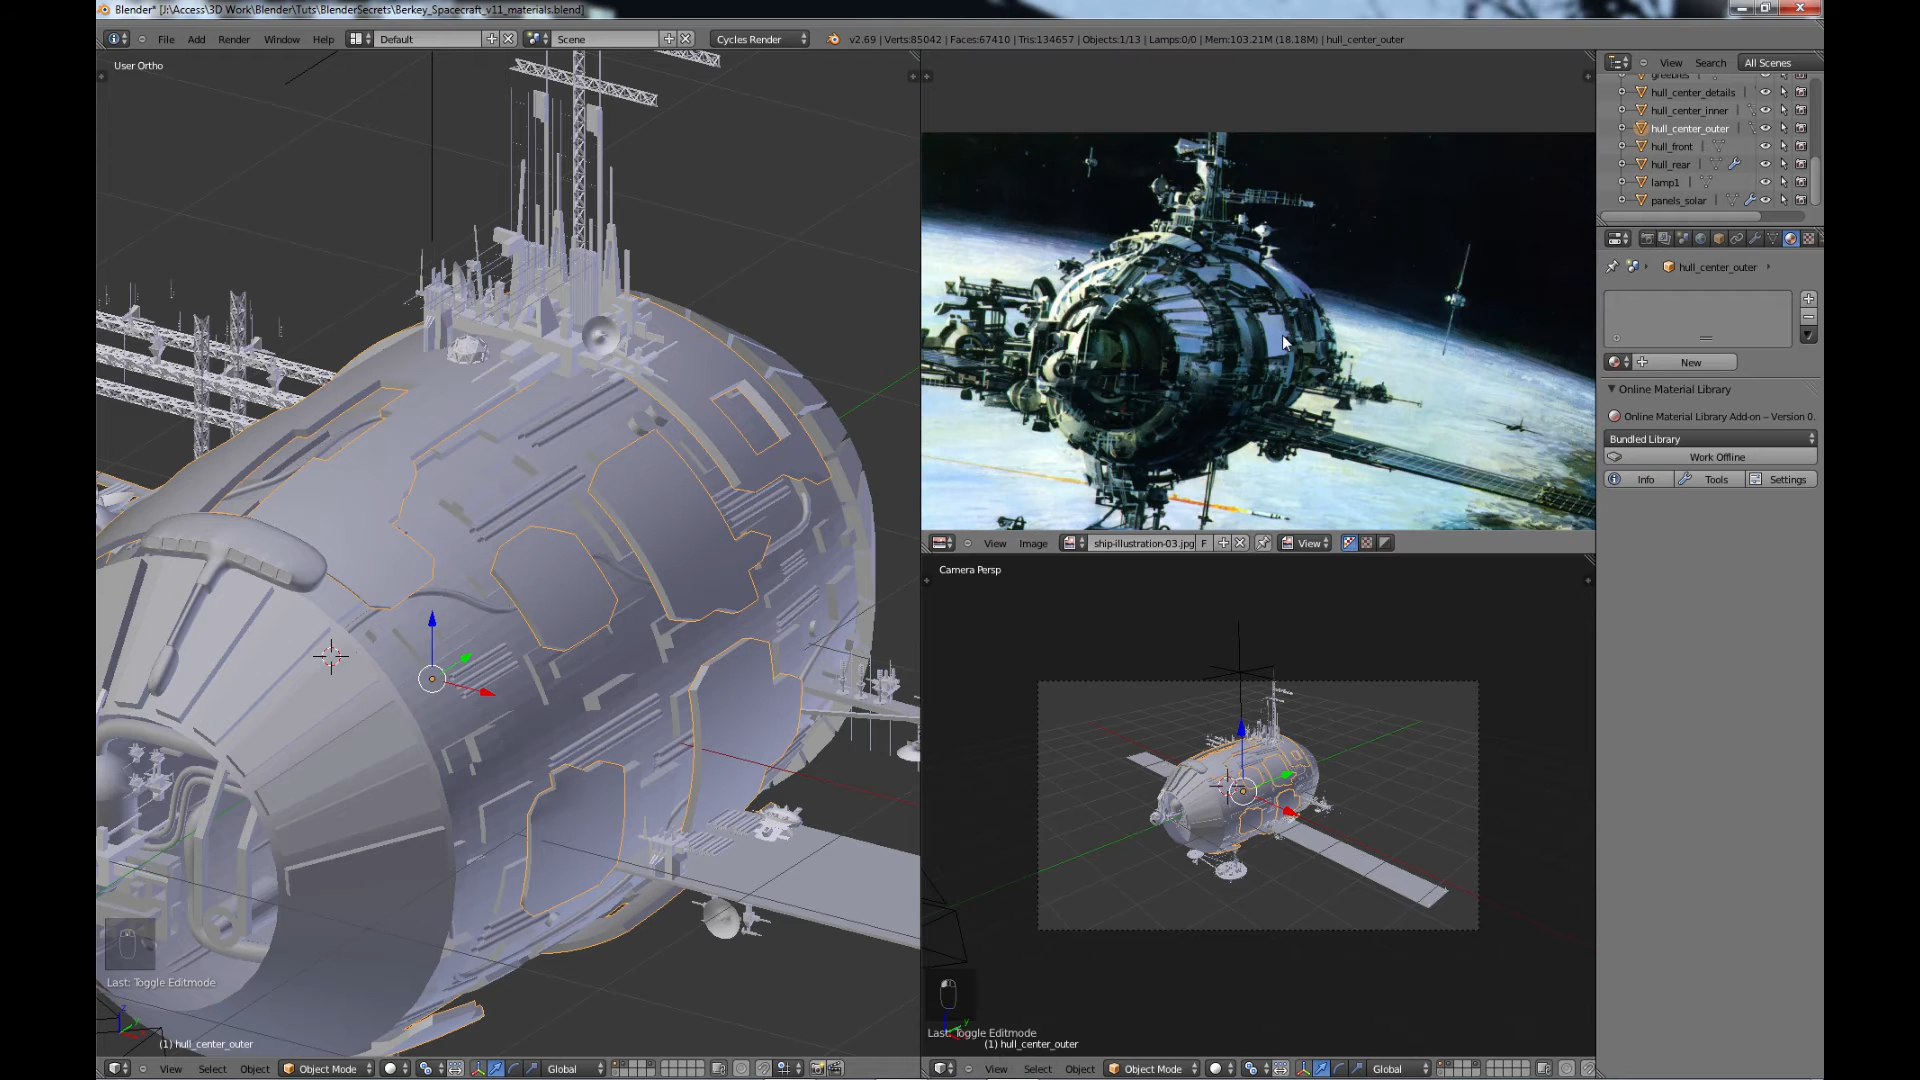 Blender* [J:\Access\3D Work\Blender\Tuts\BlenderSecrets\Berkey_Spacecraft_v11_materials.blend]
File Add Render Window Help Default Scene Cycles Render v2.69 | Verts:85042 | Faces:67410 | Tris:134657 | Objects:1/13 | Lamps:0/0 | Mem:103.21M (18.18M) | hull_center_outer
User Ortho
View Search All Scenes
greebles
hull_center_details
hull_center_inner
hull_center_outer
hull_front
hull_rear
lamp1
panels_solar
hull_center_outer
New
Online Material Library
Online Material Library Add-on – Version 0.
Bundled Library
Work Offline
Info Tools Settings
View Image ship-illustration-03.jpg F View
Camera Persp
Last: Toggle Editmode
(1) hull_center_outer
Last: Toggle Editmode
(1) hull_center_outer
View Select Object Object Mode Global
View Select Object Object Mode Global